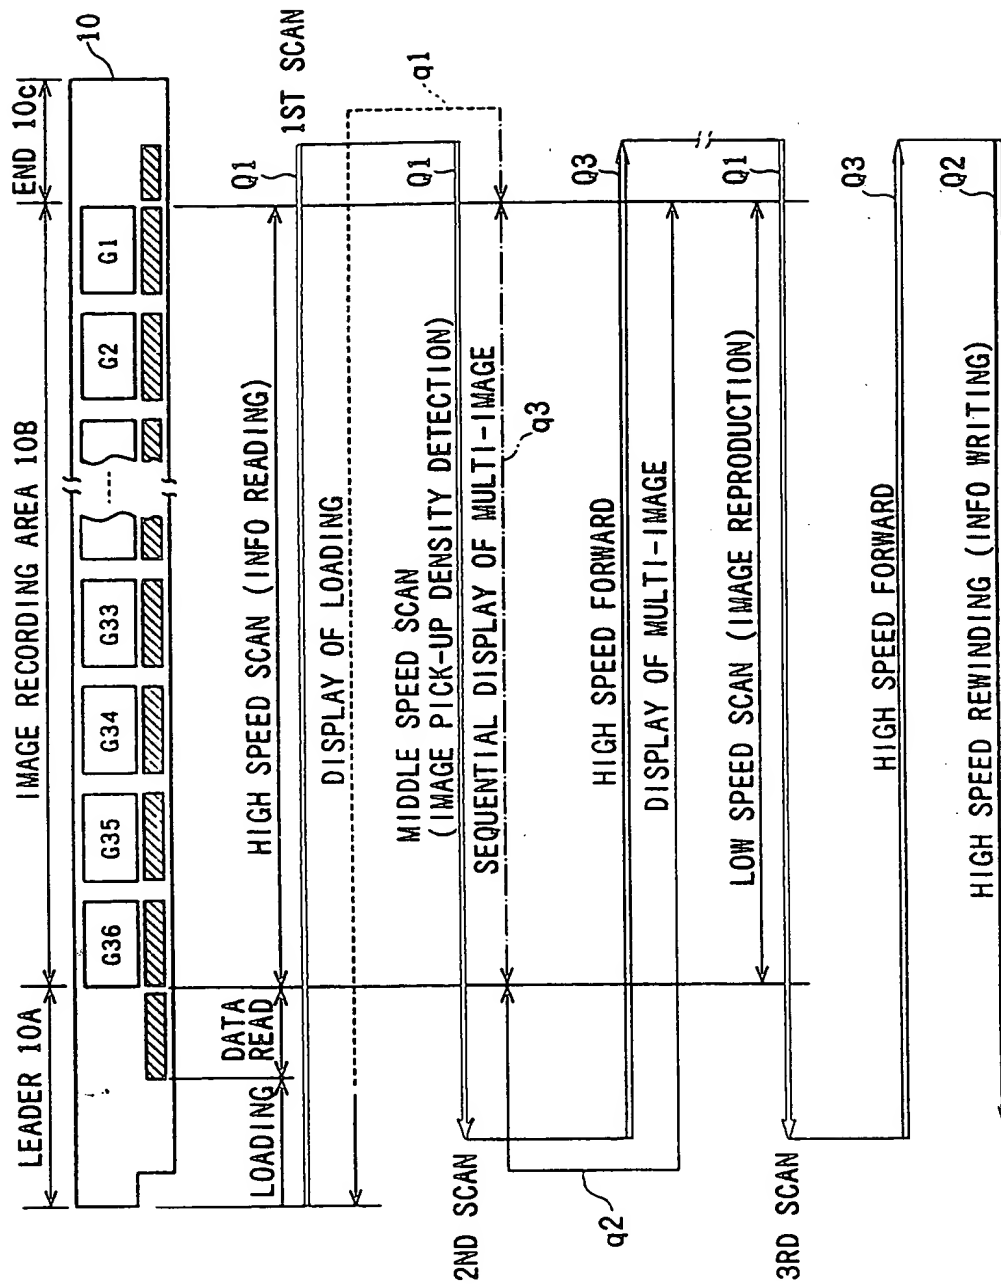 LEADER 10A
IMAGE RECORDING AREA 10B
END 10c
10
G36
G35
G34
G33
G2
G1
LOADING
DATA
READ
HIGH SPEED SCAN (INFO READING)
Q1
1ST SCAN
DISPLAY OF LOADING
q1
MIDDLE SPEED SCAN
(IMAGE PICK-UP DENSITY DETECTION)
Q1
2ND SCAN
SEQUENTIAL DISPLAY OF MULTI-IMAGE
q3
HIGH SPEED FORWARD
Q3
q2
DISPLAY OF MULTI-IMAGE
LOW SPEED SCAN (IMAGE REPRODUCTION)
Q1
3RD SCAN
HIGH SPEED FORWARD
Q3
HIGH SPEED REWINDING (INFO WRITING)
Q2